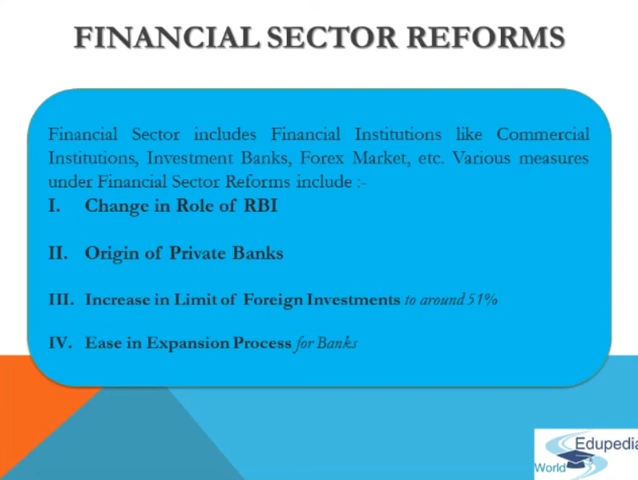 FINANCIAL SECTOR REFORMS
Financial Sector includes Financial Institutions like Commercial
Institutions, Investment Banks, Forex Market, etc. Various measures
under Financial Sector Reforms include :-
I. Change in Role of RBI
II. Origin of Private Banks
III. Increase in Limit of Foreign Investments to around 51%
IV. Ease in Expansion Process for Banks
Edupedia
World